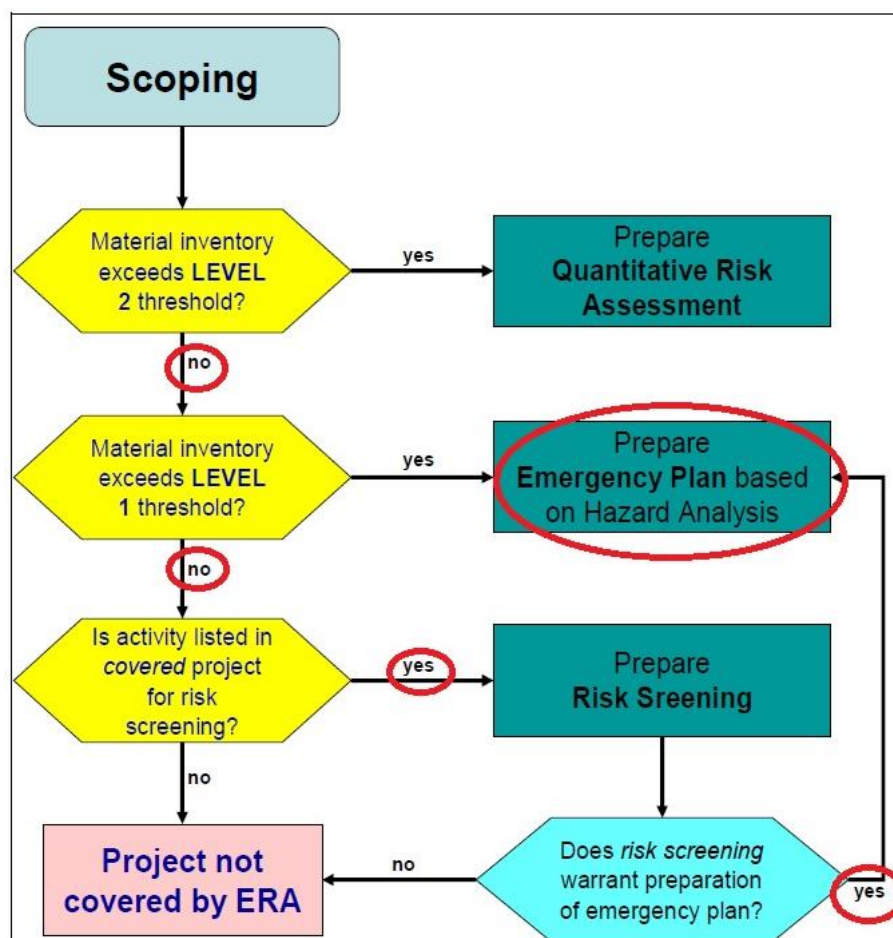 Scoping
Material inventory
exceeds LEVEL
2 threshold?
yes
Prepare
Quantitative Risk
Assessment
no
Material inventory
exceeds LEVEL
1 threshold?
yes
Prepare
Emergency Plan based
on Hazard Analysis
no
Is activity listed in
covered project
for risk
screening?
yes
Prepare
Risk Sreening
no
Project not
covered by ERA
no
Does risk screening
warrant preparation
of emergency plan?
yes